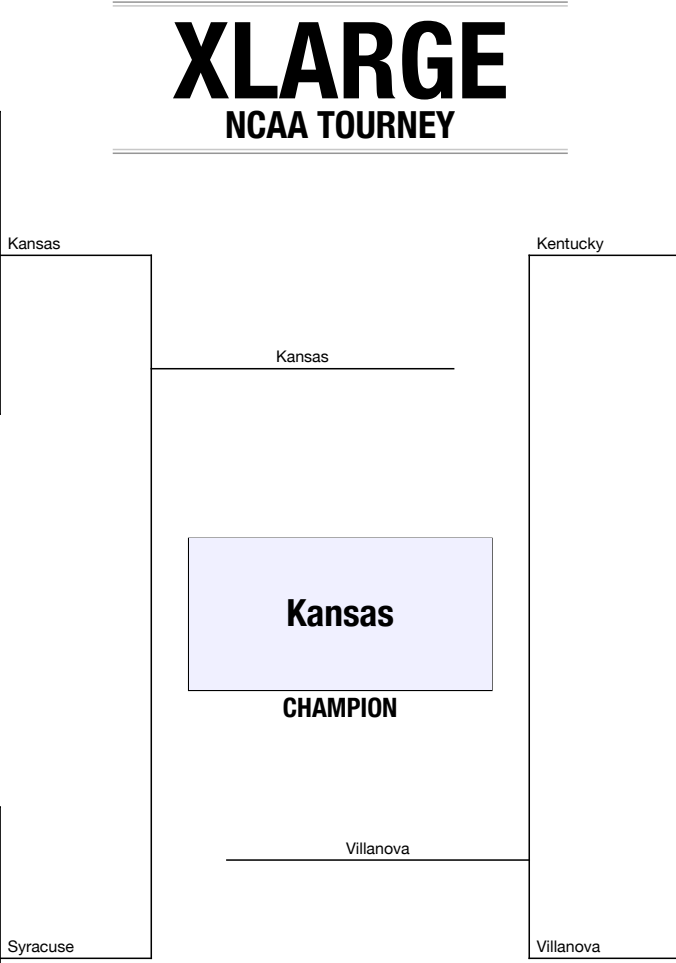 XLARGE
NCAA TOURNEY
Kansas
Kentucky
Kansas
Kansas
CHAMPION
Villanova
Syracuse
Villanova